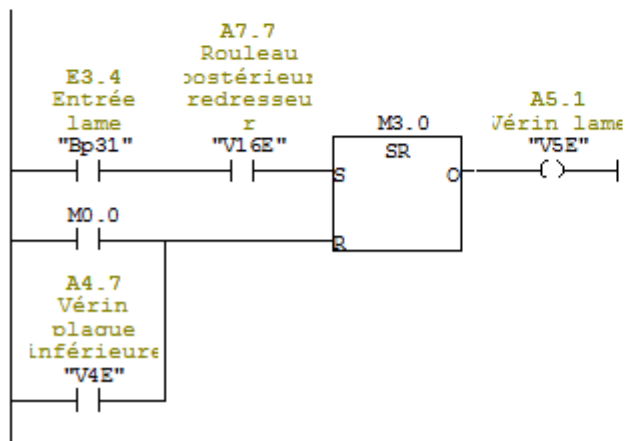 A7.7
Rouleau
postérieur
redresseu
r
"V16E"
E3.4
Entrée
lame
"Bp31"
M3.0
SR
S
R
Q
A5.1
Vérin lame
"V5E"
M0.0
A4.7
Vérin
plaque
inférieure
"V4E"